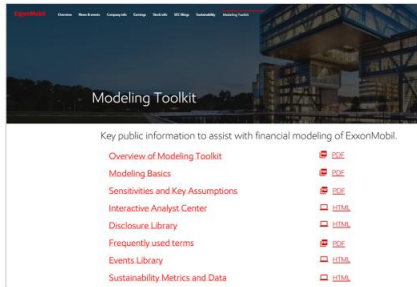 ExxonMobil
Overview News & events Company info Earnings Stock info SEC filings Sustainability Modeling Toolkit
Modeling Toolkit
Key public information to assist with financial modeling of ExxonMobil.
Overview of Modeling Toolkit PDF
Modeling Basics PDF
Sensitivities and Key Assumptions PDF
Interactive Analyst Center HTML
Disclosure Library HTML
Frequently used terms PDF
Events Library HTML
Sustainability Metrics and Data HTML